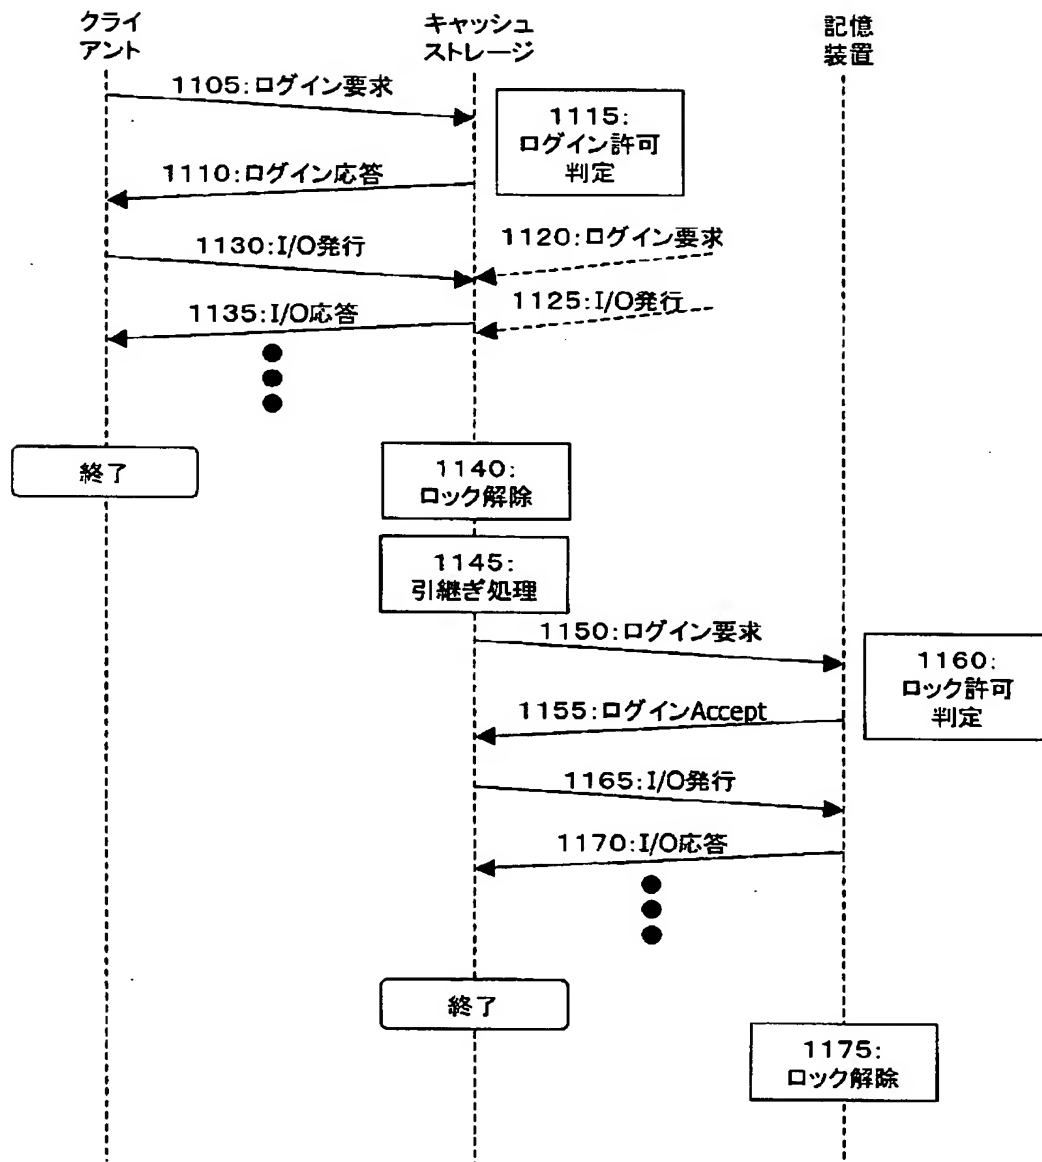 クライ
アント
キャッシュ
ストレージ
記憶
装置
1105:ログイン要求
1115:
ログイン許可
判定
1110:ログイン応答
1120:ログイン要求
1130:I/O発行
1125:I/O発行
1135:I/O応答
終了
1140:
ロック解除
1145:
引継ぎ処理
1150:ログイン要求
1160:
ロック許可
判定
1155:ログインAccept
1165:I/O発行
1170:I/O応答
終了
1175:
ロック解除